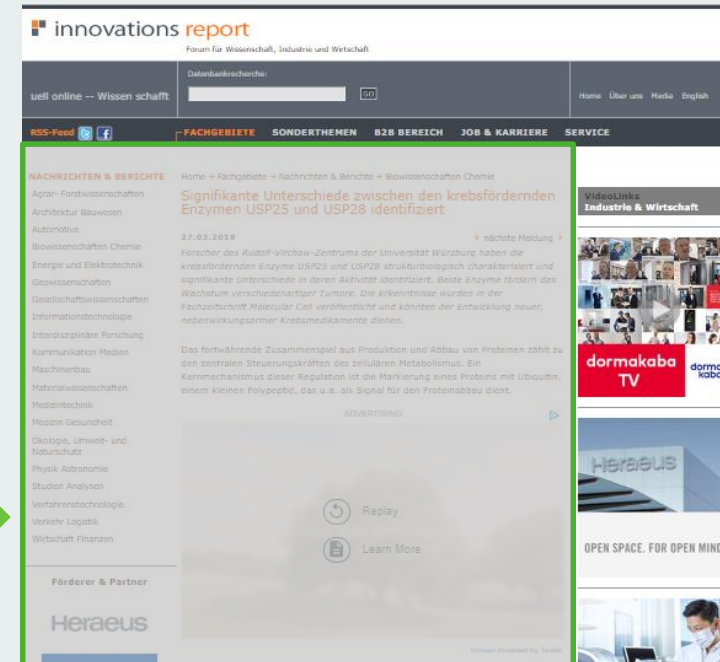 innovations report
Forum für Wissenschaft, Industrie und Wirtschaft
Datenbankrecherche:
uell online -- Wissen schafft
GO
Home Über uns Media English
RSS-Feed
FACHGEBIETE SONDERTHEMEN B2B BEREICH JOB & KARRIERE SERVICE
NACHRICHTEN & BERICHTE
Agrar- Forstwissenschaften
Architektur Bauwesen
Automotive
Biowissenschaften Chemie
Energie und Elektrotechnik
Geowissenschaften
Gesellschaftswissenschaften
Informationstechnologie
Interdisziplinäre Forschung
Kommunikation Medien
Maschinenbau
Materialwissenschaften
Medizintechnik
Medizin Gesundheit
Ökologie, Umwelt- und
Naturschutz
Physik Astronomie
Studien Analysen
Verfahrenstechnologie
Verkehr Logistik
Wirtschaft Finanzen
Förderer & Partner
Heraeus
Home → Fachgebiete → Nachrichten & Berichte → Biowissenschaften Chemie
Signifikante Unterschiede zwischen den krebsfördernden
Enzymen USP25 und USP28 identifiziert
27.03.2019
nächste Meldung
Forscher des Rudolf-Virchow-Zentrums der Universität Würzburg haben die
krebsfördernden Enzyme USP25 und USP28 strukturbiologisch charakterisiert und
signifikante Unterschiede in deren Aktivität identifiziert. Beide Enzyme fördern das
Wachstum verschiedenartiger Tumore. Die Erkenntnisse wurden in der
Fachzeitschrift Molecular Cell veröffentlicht und könnten der Entwicklung neuer,
nebenwirkungsarmer Krebsmedikamente dienen.
Das fortwährende Zusammenspiel aus Produktion und Abbau von Proteinen zählt zu
den zentralen Steuerungskräften des zellulären Metabolismus. Ein
Kernmechanismus dieser Regulation ist die Markierung eines Proteins mit Ubiquitin,
einem kleinen Polypeptid, das u.a. als Signal für den Proteinabbau dient.
ADVERTISING
Replay
Learn More
VideoLinks
Industrie & Wirtschaft
dormakaba
TV
dorma
kaba
Heraeus
OPEN SPACE. FOR OPEN MIND